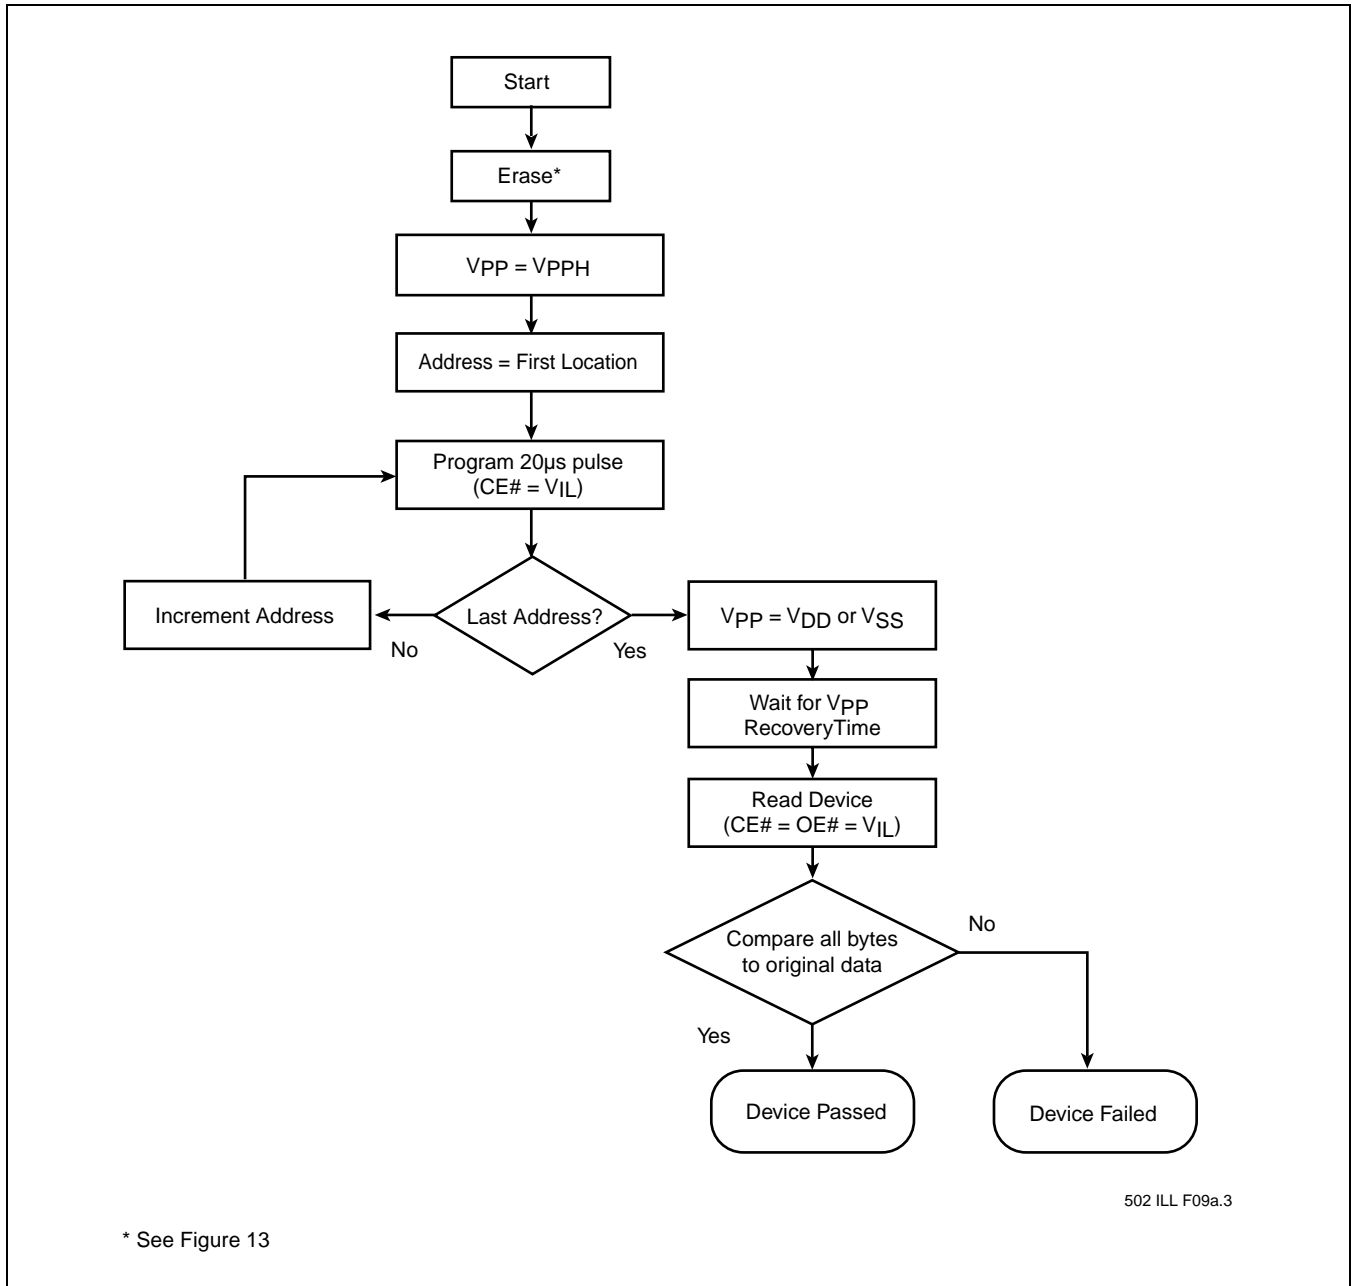 Start
Erase*
VPP = VPPH
Address = First Location
Program 20µs pulse
(CE# = VIL)
Increment Address
No
Last Address?
Yes
VPP = VDD or VSS
Wait for VPP
RecoveryTime
Read Device
(CE# = OE# = VIL)
Compare all bytes
to original data
No
Yes
Device Passed
Device Failed
502 ILL F09a.3
* See Figure 13